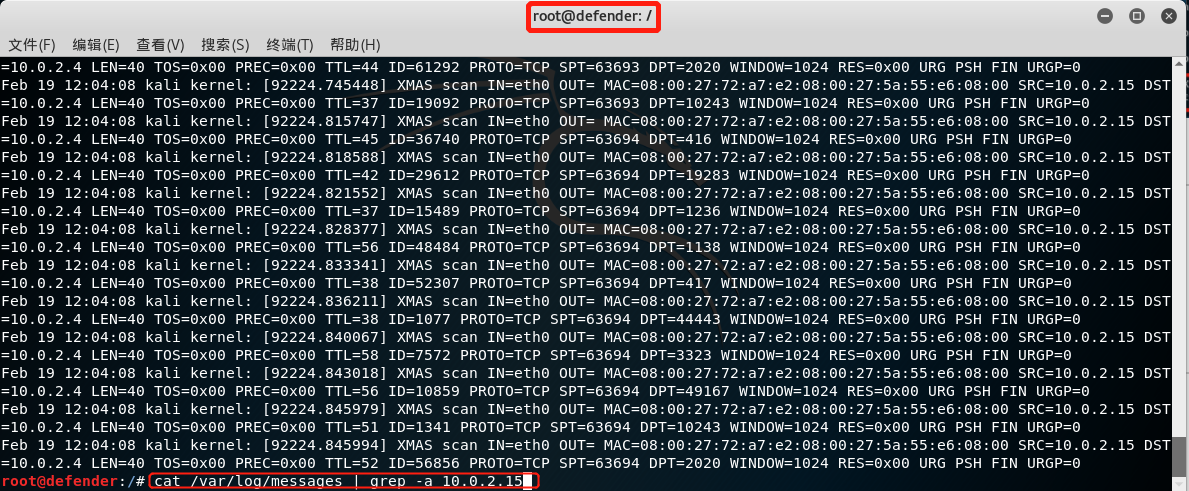 root@defender: /
文件(F) 编辑(E) 查看(V) 搜索(S) 终端(T) 帮助(H)
=10.0.2.4 LEN=40 TOS=0x00 PREC=0x00 TTL=44 ID=61292 PROTO=TCP SPT=63693 DPT=2020 WINDOW=1024 RES=0x00 URG PSH FIN URGP=0
Feb 19 12:04:08 kali kernel: [92224.745448] XMAS scan IN=eth0 OUT= MAC=08:00:27:72:a7:e2:08:00:27:5a:55:e6:08:00 SRC=10.0.2.15 DST
=10.0.2.4 LEN=40 TOS=0x00 PREC=0x00 TTL=37 ID=19092 PROTO=TCP SPT=63693 DPT=10243 WINDOW=1024 RES=0x00 URG PSH FIN URGP=0
Feb 19 12:04:08 kali kernel: [92224.815747] XMAS scan IN=eth0 OUT= MAC=08:00:27:72:a7:e2:08:00:27:5a:55:e6:08:00 SRC=10.0.2.15 DST
=10.0.2.4 LEN=40 TOS=0x00 PREC=0x00 TTL=45 ID=36740 PROTO=TCP SPT=63694 DPT=416 WINDOW=1024 RES=0x00 URG PSH FIN URGP=0
Feb 19 12:04:08 kali kernel: [92224.818588] XMAS scan IN=eth0 OUT= MAC=08:00:27:72:a7:e2:08:00:27:5a:55:e6:08:00 SRC=10.0.2.15 DST
=10.0.2.4 LEN=40 TOS=0x00 PREC=0x00 TTL=42 ID=29612 PROTO=TCP SPT=63694 DPT=19283 WINDOW=1024 RES=0x00 URG PSH FIN URGP=0
Feb 19 12:04:08 kali kernel: [92224.821552] XMAS scan IN=eth0 OUT= MAC=08:00:27:72:a7:e2:08:00:27:5a:55:e6:08:00 SRC=10.0.2.15 DST
=10.0.2.4 LEN=40 TOS=0x00 PREC=0x00 TTL=37 ID=15489 PROTO=TCP SPT=63694 DPT=1236 WINDOW=1024 RES=0x00 URG PSH FIN URGP=0
Feb 19 12:04:08 kali kernel: [92224.828377] XMAS scan IN=eth0 OUT= MAC=08:00:27:72:a7:e2:08:00:27:5a:55:e6:08:00 SRC=10.0.2.15 DST
=10.0.2.4 LEN=40 TOS=0x00 PREC=0x00 TTL=56 ID=48484 PROTO=TCP SPT=63694 DPT=1138 WINDOW=1024 RES=0x00 URG PSH FIN URGP=0
Feb 19 12:04:08 kali kernel: [92224.833341] XMAS scan IN=eth0 OUT= MAC=08:00:27:72:a7:e2:08:00:27:5a:55:e6:08:00 SRC=10.0.2.15 DST
=10.0.2.4 LEN=40 TOS=0x00 PREC=0x00 TTL=38 ID=52307 PROTO=TCP SPT=63694 DPT=417 WINDOW=1024 RES=0x00 URG PSH FIN URGP=0
Feb 19 12:04:08 kali kernel: [92224.836211] XMAS scan IN=eth0 OUT= MAC=08:00:27:72:a7:e2:08:00:27:5a:55:e6:08:00 SRC=10.0.2.15 DST
=10.0.2.4 LEN=40 TOS=0x00 PREC=0x00 TTL=38 ID=1077 PROTO=TCP SPT=63694 DPT=44443 WINDOW=1024 RES=0x00 URG PSH FIN URGP=0
Feb 19 12:04:08 kali kernel: [92224.840067] XMAS scan IN=eth0 OUT= MAC=08:00:27:72:a7:e2:08:00:27:5a:55:e6:08:00 SRC=10.0.2.15 DST
=10.0.2.4 LEN=40 TOS=0x00 PREC=0x00 TTL=58 ID=7572 PROTO=TCP SPT=63694 DPT=3323 WINDOW=1024 RES=0x00 URG PSH FIN URGP=0
Feb 19 12:04:08 kali kernel: [92224.843018] XMAS scan IN=eth0 OUT= MAC=08:00:27:72:a7:e2:08:00:27:5a:55:e6:08:00 SRC=10.0.2.15 DST
=10.0.2.4 LEN=40 TOS=0x00 PREC=0x00 TTL=56 ID=10859 PROTO=TCP SPT=63694 DPT=49167 WINDOW=1024 RES=0x00 URG PSH FIN URGP=0
Feb 19 12:04:08 kali kernel: [92224.845979] XMAS scan IN=eth0 OUT= MAC=08:00:27:72:a7:e2:08:00:27:5a:55:e6:08:00 SRC=10.0.2.15 DST
=10.0.2.4 LEN=40 TOS=0x00 PREC=0x00 TTL=51 ID=1341 PROTO=TCP SPT=63694 DPT=10243 WINDOW=1024 RES=0x00 URG PSH FIN URGP=0
Feb 19 12:04:08 kali kernel: [92224.845994] XMAS scan IN=eth0 OUT= MAC=08:00:27:72:a7:e2:08:00:27:5a:55:e6:08:00 SRC=10.0.2.15 DST
=10.0.2.4 LEN=40 TOS=0x00 PREC=0x00 TTL=52 ID=56856 PROTO=TCP SPT=63694 DPT=2020 WINDOW=1024 RES=0x00 URG PSH FIN URGP=0
root@defender:/# cat /var/log/messages | grep -a 10.0.2.15